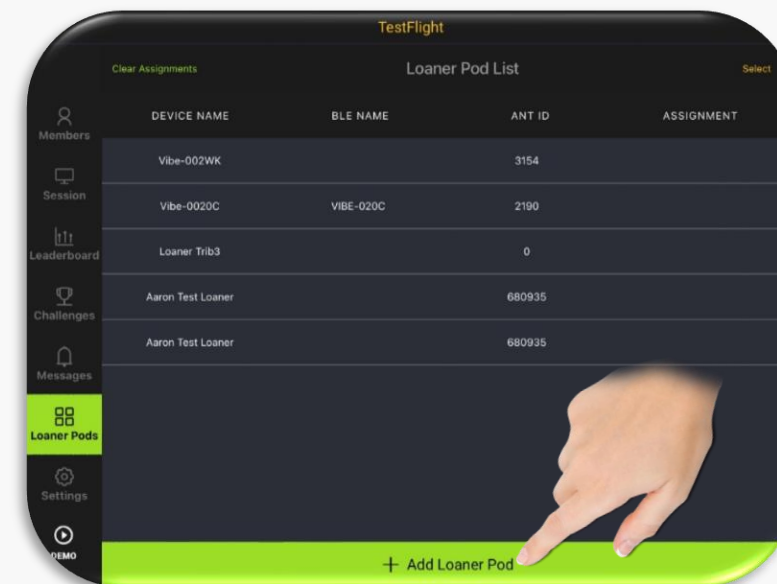 TestFlight
Clear Assignments Loaner Pod List Select
DEVICE NAME BLE NAME ANT ID ASSIGNMENT
Members
Vibe-002WK 3154
Session
Vibe-0020C VIBE-020C 2190
Leaderboard
Loaner Trib3 0
Challenges
Aaron Test Loaner 680935
Messages
Aaron Test Loaner 680935
Loaner Pods
Settings
DEMO
+ Add Loaner Pod